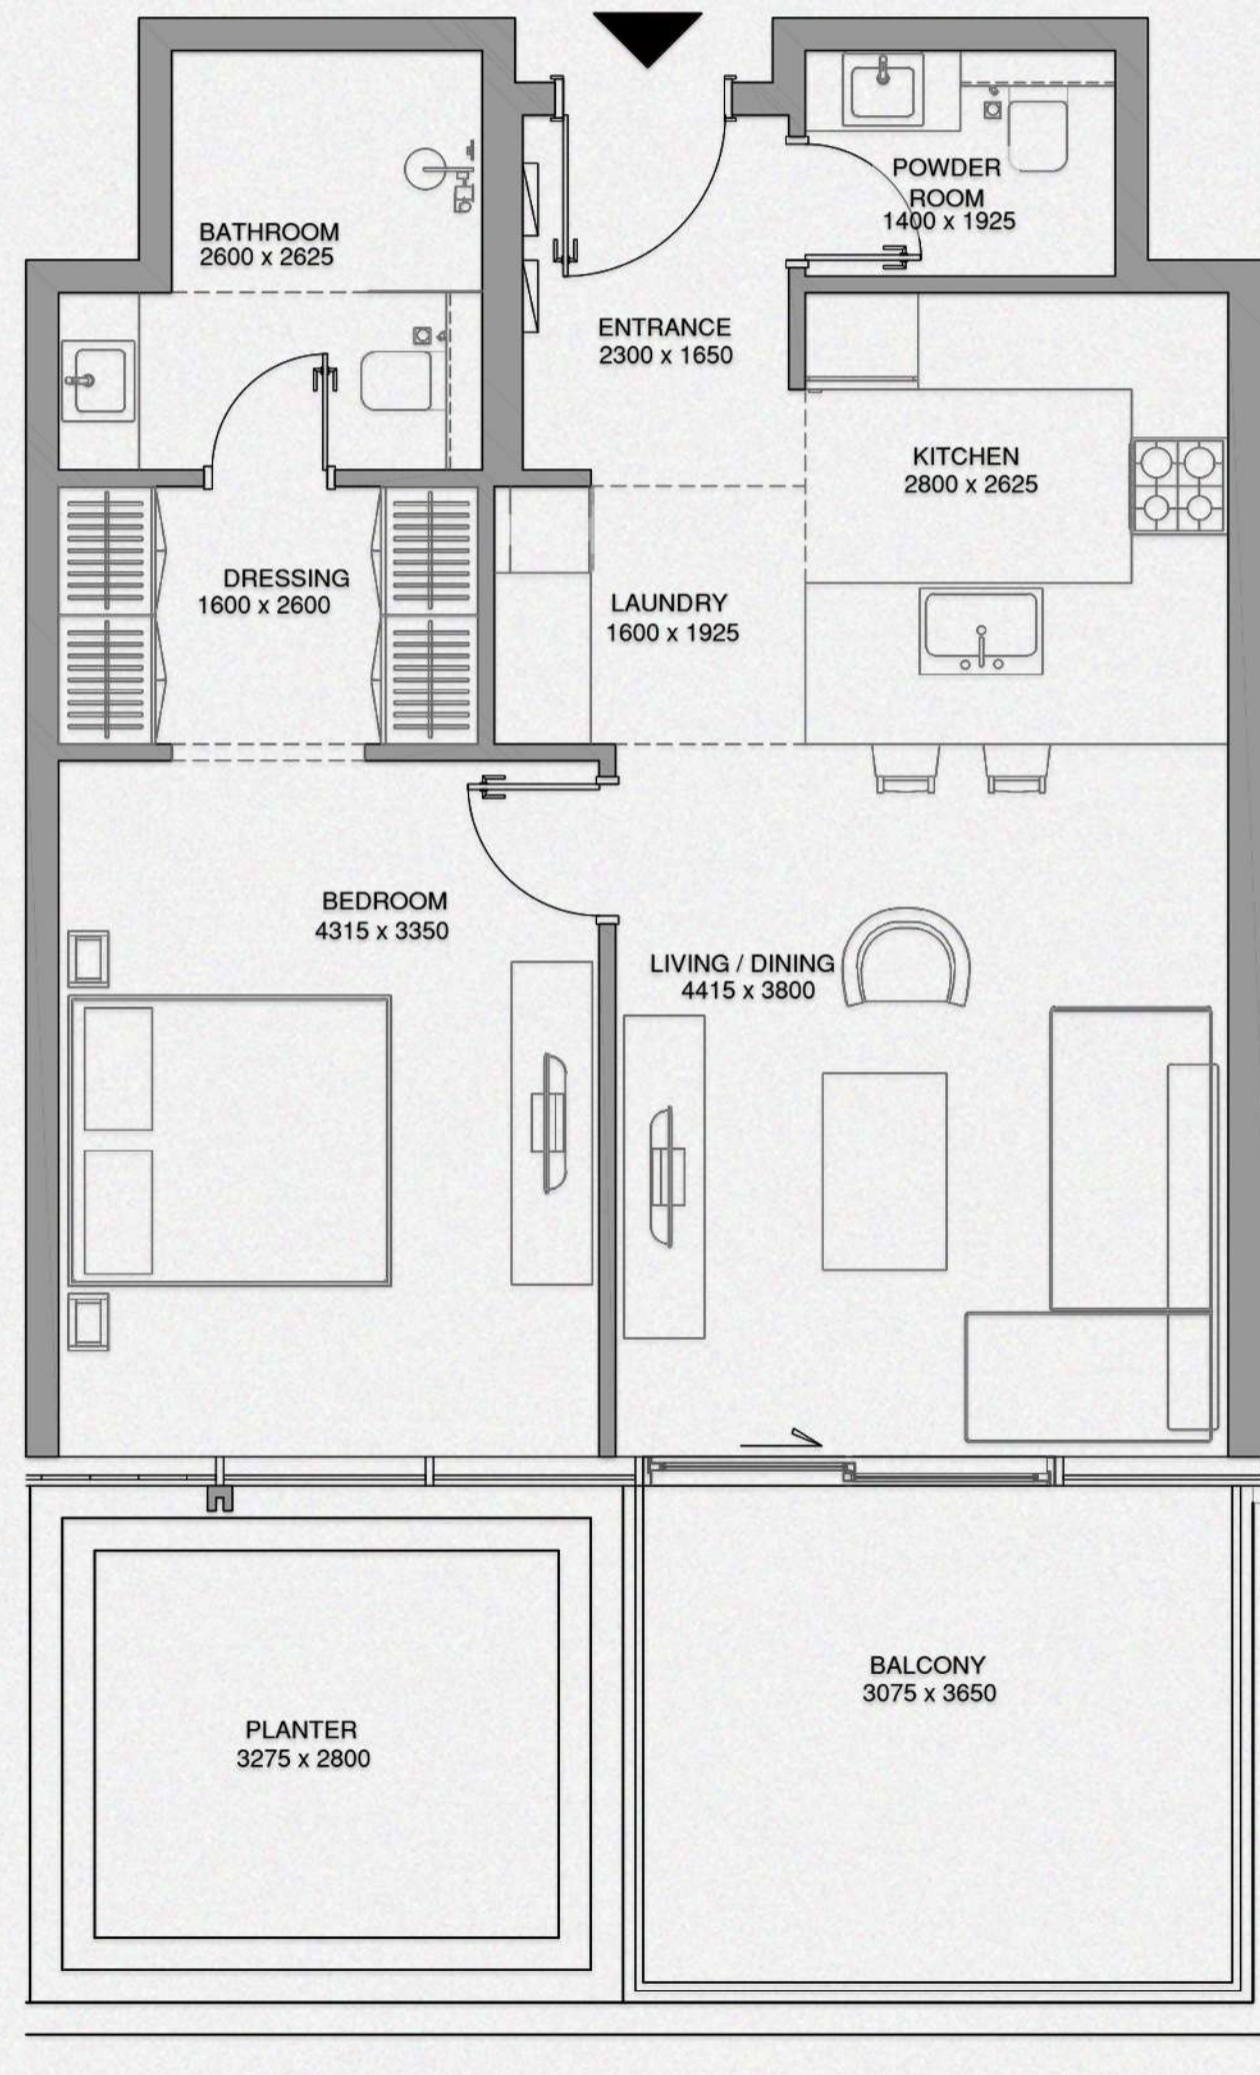 POWDER
ROOM
1400 x 1925
BATHROOM
2600 x 2625
ENTRANCE
2300 x 1650
KITCHEN
2800 x 2625
DRESSING
1600 x 2600
LAUNDRY
1600 x 1925
BEDROOM
4315 x 3350
LIVING / DINING
4415 x 3800
BALCONY
3075 x 3650
PLANTER
3275 x 2800